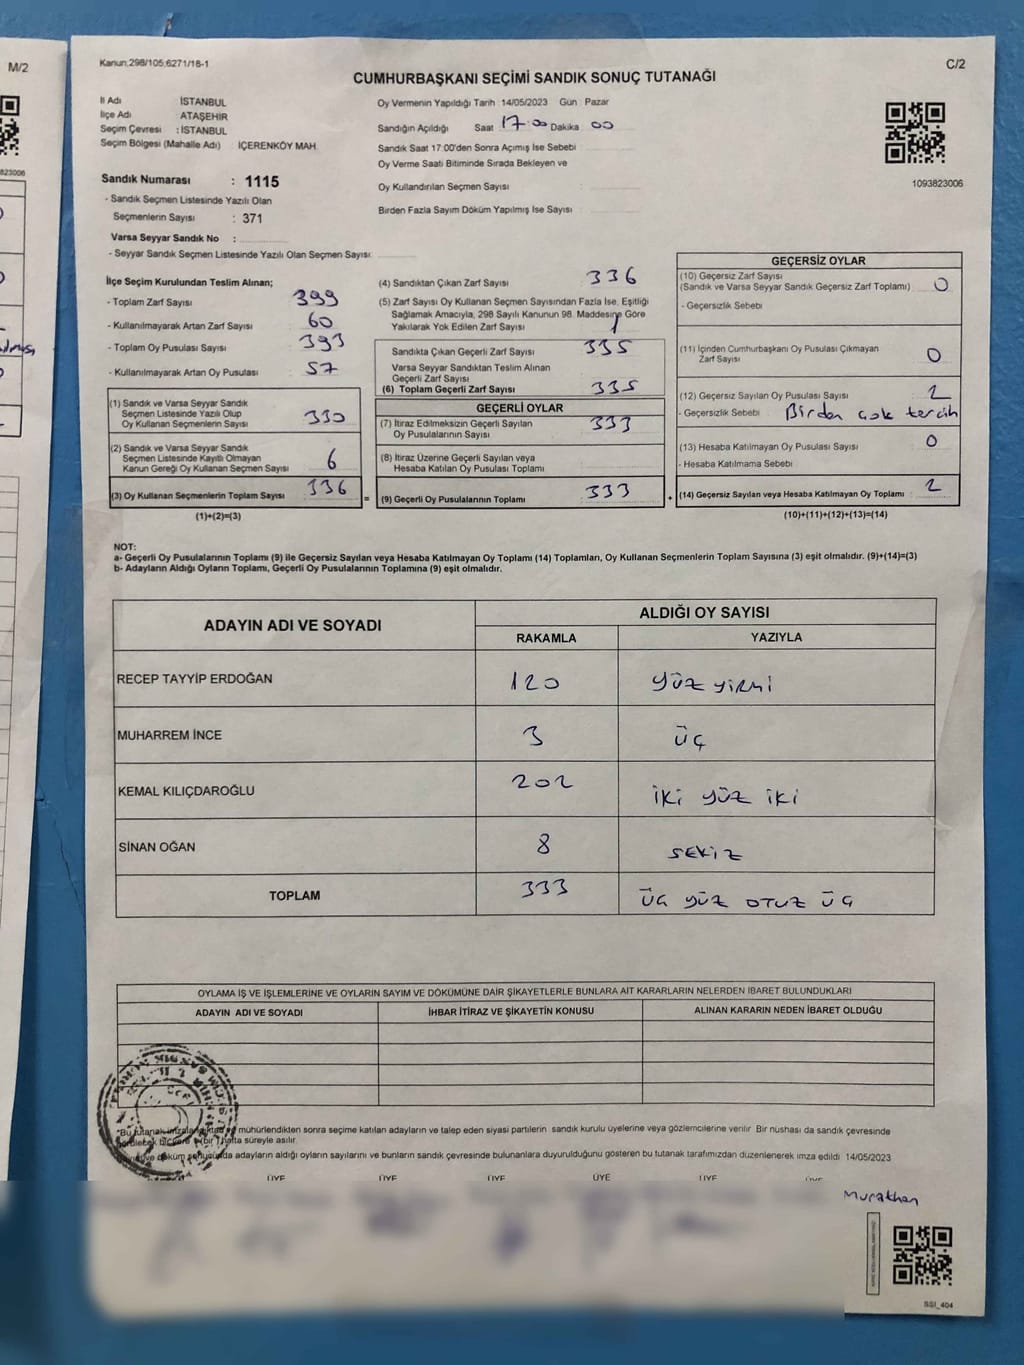 M/2
823006
Kanun;298/105;6271/18-1
C/2
CUMHURBAŞKANI SEÇİMİ SANDIK SONUÇ TUTANAĞI
İl Adı İSTANBUL
İlçe Adı ATAŞEHİR
Seçim Çevresi : İSTANBUL
Seçim Bölgesi (Mahalle Adı) İÇERENKÖY MAH.
Sandık Numarası : 1115
- Sandık Seçmen Listesinde Yazılı Olan
Seçmenlerin Sayısı : 371
Varsa Seyyar Sandık No :
- Seyyar Sandık Seçmen Listesinde Yazılı Olan Seçmen Sayısı:
Oy Vermenin Yapıldığı Tarih 14/05/2023 Gün Pazar
Sandığın Açıldığı Saat 17:00 Dakika 00
Sandık Saat 17:00'den Sonra Açımış İse Sebebi
Oy Verme Saati Bitiminde Sırada Bekleyen ve
Oy Kullandırılan Seçmen Sayısı :
Birden Fazla Sayım Döküm Yapılmış İse Sayısı :
1093823006
İlçe Seçim Kurulundan Teslim Alınan;
- Toplam Zarf Sayısı 399
- Kullanılmayarak Artan Zarf Sayısı 60
- Toplam Oy Pusulası Sayısı 393
- Kullanılmayarak Artan Oy Pusulası 57
(1) Sandık ve Varsa Seyyar Sandık
Seçmen Listesinde Yazılı Olup
Oy Kullanan Seçmenlerin Sayısı 330
(2) Sandık ve Varsa Seyyar Sandık
Seçmen Listesinde Kayıtlı Olmayan
Kanun Gereği Oy Kullanan Seçmen Sayısı 6
(3) Oy Kullanan Seçmenlerin Toplam Sayısı 336
(1)+(2)=(3)
(4) Sandıktan Çıkan Zarf Sayısı 336
(5) Zarf Sayısı Oy Kullanan Seçmen Sayısından Fazla İse, Eşitliği
Sağlamak Amacıyla, 298 Sayılı Kanunun 98. Maddesine Göre
Yakılarak Yok Edilen Zarf Sayısı 1
Sandıkta Çıkan Geçerli Zarf Sayısı 335
Varsa Seyyar Sandıktan Teslim Alınan
Geçerli Zarf Sayısı
(6) Toplam Geçerli Zarf Sayısı 335
=
GEÇERLİ OYLAR
(7) İtiraz Edilmeksizin Geçerli Sayılan
Oy Pusulalarının Sayısı 333
(8) İtiraz Üzerine Geçerli Sayılan veya
Hesaba Katılan Oy Pusulası Toplamı
(9) Geçerli Oy Pusulalarının Toplamı 333
+
GEÇERSİZ OYLAR
(10) Geçersiz Zarf Sayısı
(Sandık ve Varsa Seyyar Sandık Geçersiz Zarf Toplamı) 0
- Geçersizlik Sebebi
(11) İçinden Cumhurbaşkanı Oy Pusulası Çıkmayan
Zarf Sayısı 0
(12) Geçersiz Sayılan Oy Pusulası Sayısı 2
- Geçersizlik Sebebi Birden çok tercih
(13) Hesaba Katılmayan Oy Pusulası Sayısı 0
- Hesaba Katılmama Sebebi
(14) Geçersiz Sayılan veya Hesaba Katılmayan Oy Toplamı : 2
(10)+(11)+(12)+(13)=(14)
NOT:
a- Geçerli Oy Pusulalarının Toplamı (9) ile Geçersiz Sayılan veya Hesaba Katılmayan Oy Toplamı (14) Toplamları, Oy Kullanan Seçmenlerin Toplam Sayısına (3) eşit olmalıdır. (9)+(14)=(3)
b- Adayların Aldığı Oyların Toplamı, Geçerli Oy Pusulalarının Toplamına (9) eşit olmalıdır.
ADAYIN ADI VE SOYADI ALDIĞI OY SAYISI
RAKAMLA YAZIYLA
RECEP TAYYİP ERDOĞAN 120 yüz yirmi
MUHARREM İNCE 3 üç
KEMAL KILIÇDAROĞLU 202 iki yüz iki
SİNAN OĞAN 8 SEKİZ
TOPLAM 333 üç yüz OTUZ üç
OYLAMA İŞ VE İŞLEMLERİNE VE OYLARIN SAYIM VE DÖKÜMÜNE DAİR ŞİKAYETLERLE BUNLARA AİT KARARLARIN NELERDEN İBARET BULUNDUKLARI
ADAYIN ADI VE SOYADI İHBAR İTİRAZ VE ŞİKAYETİN KONUSU ALINAN KARARIN NEDEN İBARET OLDUĞU
"Bu tutanak mühürlendikten sonra seçime katılan adayların ve talep eden siyasi partilerin sandık kurulu üyelerine veya gözlemcilerine verilir. Bir nüshası da sandık çevresinde
(bir) hafta süreyle asılır.
ve döküm adayların aldığı oyların sayılarını ve bunların sandık çevresinde bulunanlara duyurulduğunu gösteren bu tutanak tarafımızdan düzenlenerek imza edildi 14/05/2023
ÜYE ÜYE ÜYE ÜYE ÜYE ÜYE
Murathan
SSI_404